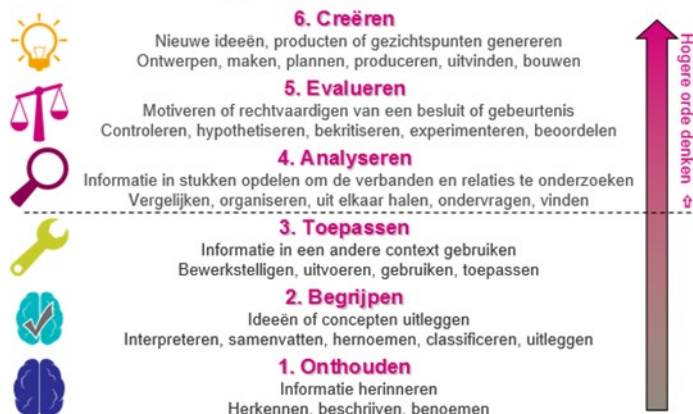 6. Creëren
Nieuwe ideeën, producten of gezichtspunten genereren
Ontwerpen, maken, plannen, produceren, uitvinden, bouwen
5. Evalueren
Motiveren of rechtvaardigen van een besluit of gebeurtenis
Controleren, hypothetiseren, bekritiseren, experimenteren, beoordelen
4. Analyseren
Informatie in stukken opdelen om de verbanden en relaties te onderzoeken
Vergelijken, organiseren, uit elkaar halen, ondervragen, vinden
3. Toepassen
Informatie in een andere context gebruiken
Bewerkstelligen, uitvoeren, gebruiken, toepassen
2. Begrijpen
Ideeën of concepten uitleggen
Interpreteren, samenvatten, hernoemen, classificeren, uitleggen
1. Onthouden
Informatie herinneren
Herkennen, beschrijven, benoemen
Hogere orde denken